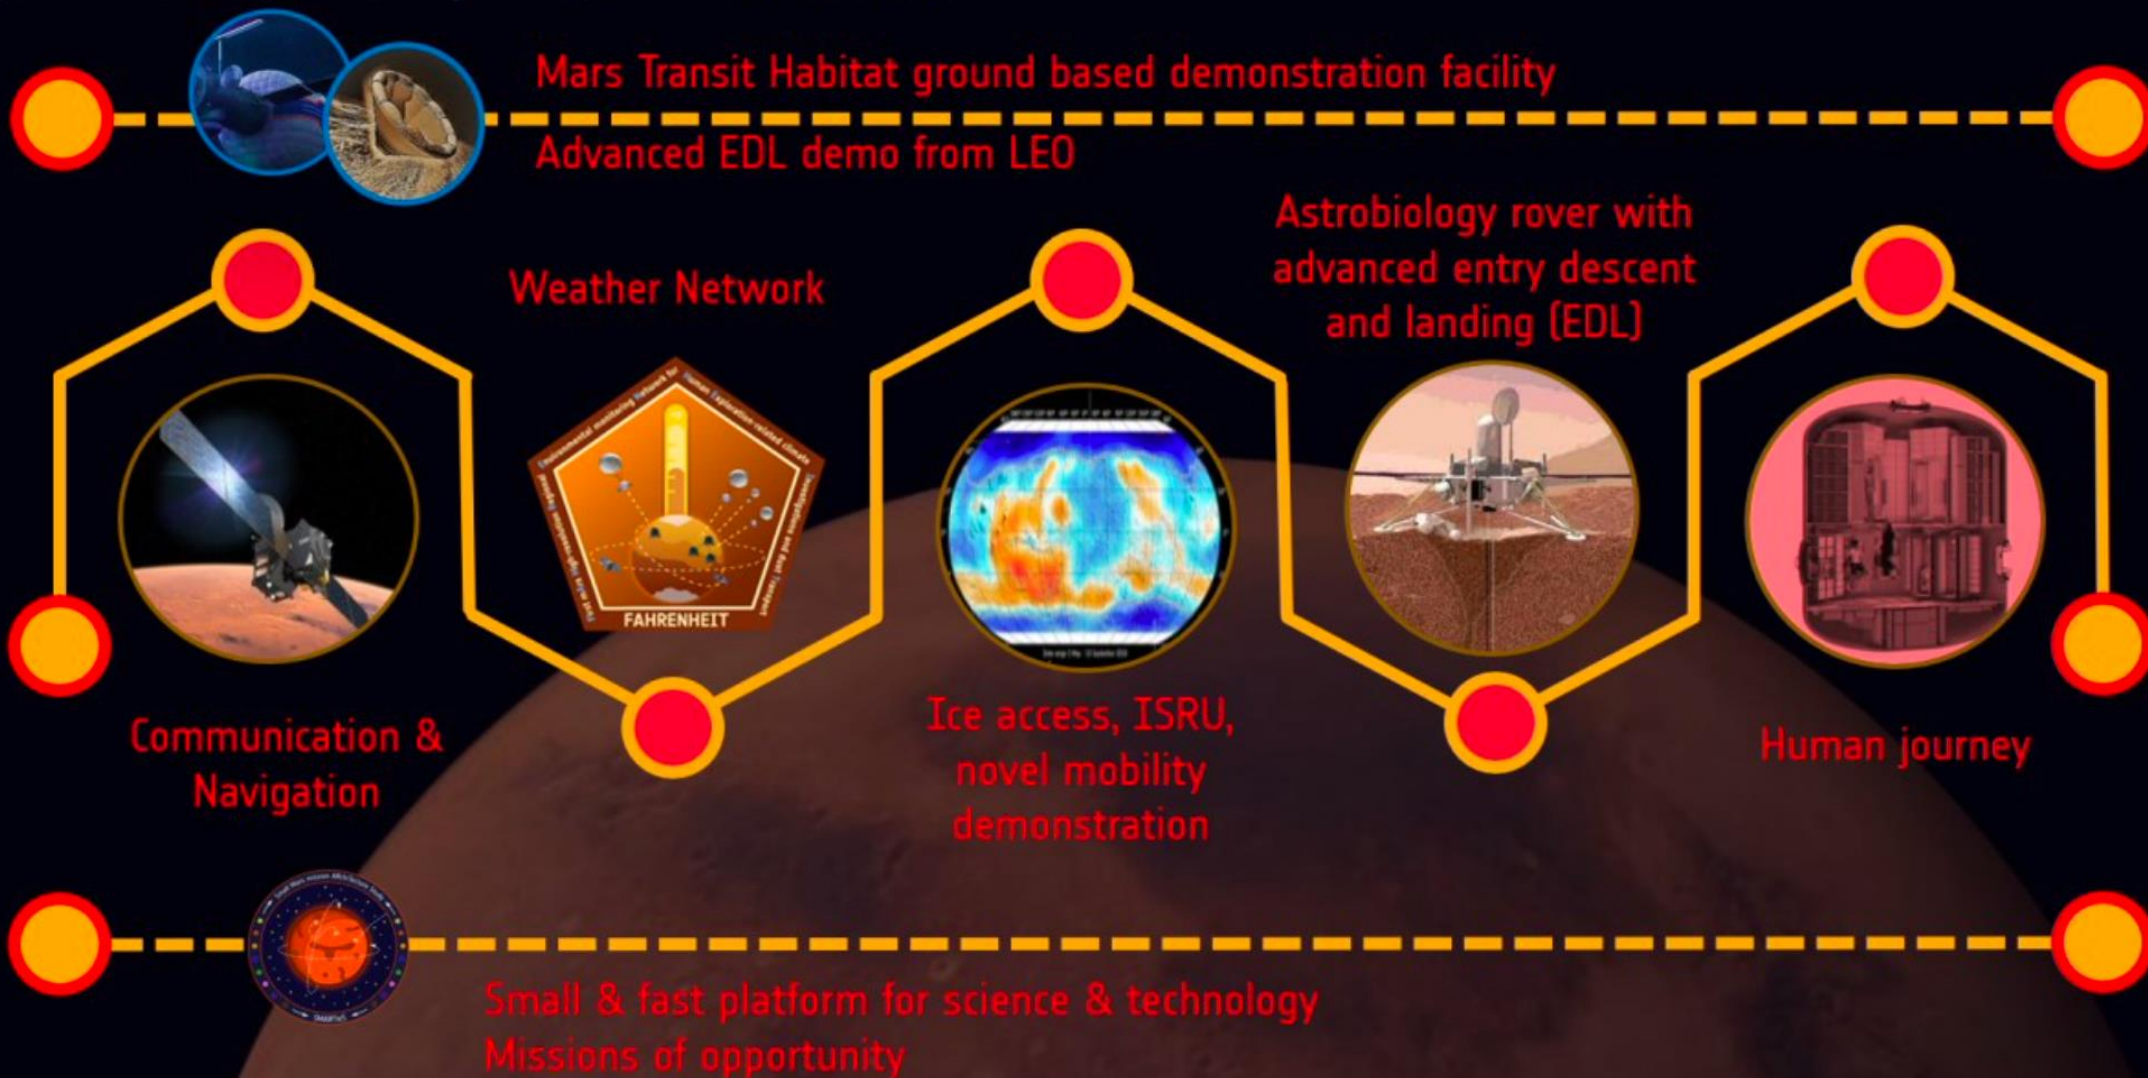 Mars Transit Habitat ground based demonstration facility
Advanced EDL demo from LEO
Astrobiology rover with
advanced entry descent
and landing (EDL)
Weather Network
FAHRENHEIT
Communication &
Navigation
Ice access, ISRU,
novel mobility
demonstration
Human journey
Small & fast platform for science & technology
Missions of opportunity